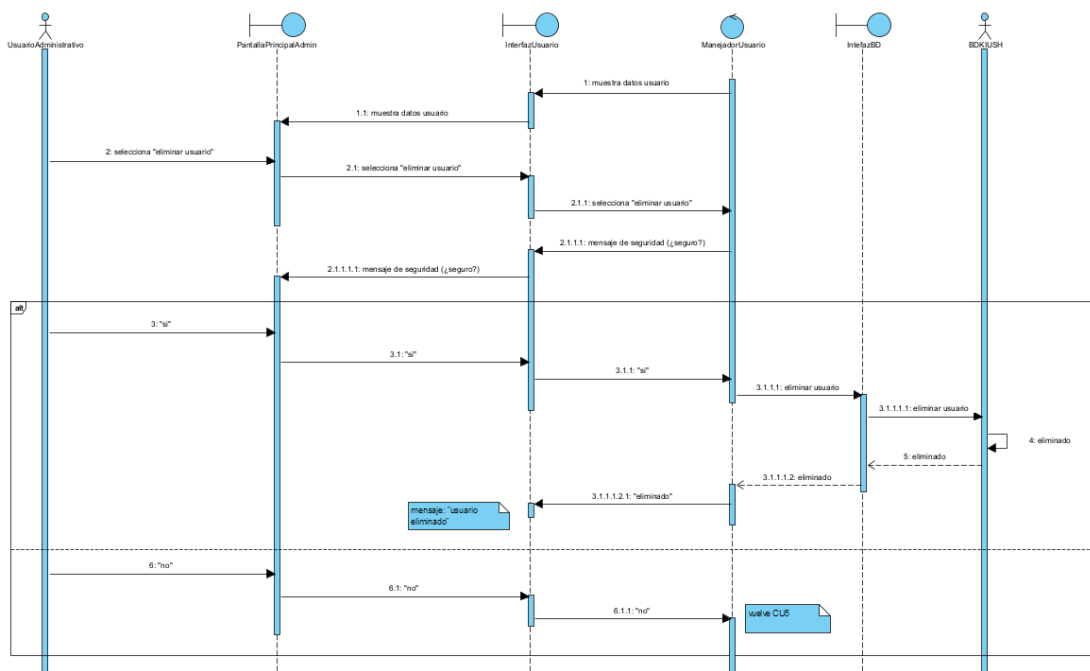 UsuarioAdministrativo
PantallaPrincipalAdmin
InterfazUsuario
ManejadorUsuario
IntefazBD
BDKIUSH
1: muestra datos usuario
1.1: muestra datos usuario
2: selecciona "eliminar usuario"
2.1: selecciona "eliminar usuario"
2.1.1: selecciona "eliminar usuario"
2.1.1.1: mensaje de seguridad (¿seguro?)
2.1.1.1.1: mensaje de seguridad (¿seguro?)
alt
3: "si"
3.1: "si"
3.1.1: "si"
3.1.1.1: eliminar usuario
3.1.1.1.1: eliminar usuario
4: eliminado
5: eliminado
3.1.1.1.2: eliminado
3.1.1.1.2.1: "eliminado"
mensaje: "usuario
eliminado"
6: "no"
6.1: "no"
6.1.1: "no"
vuelve CU5